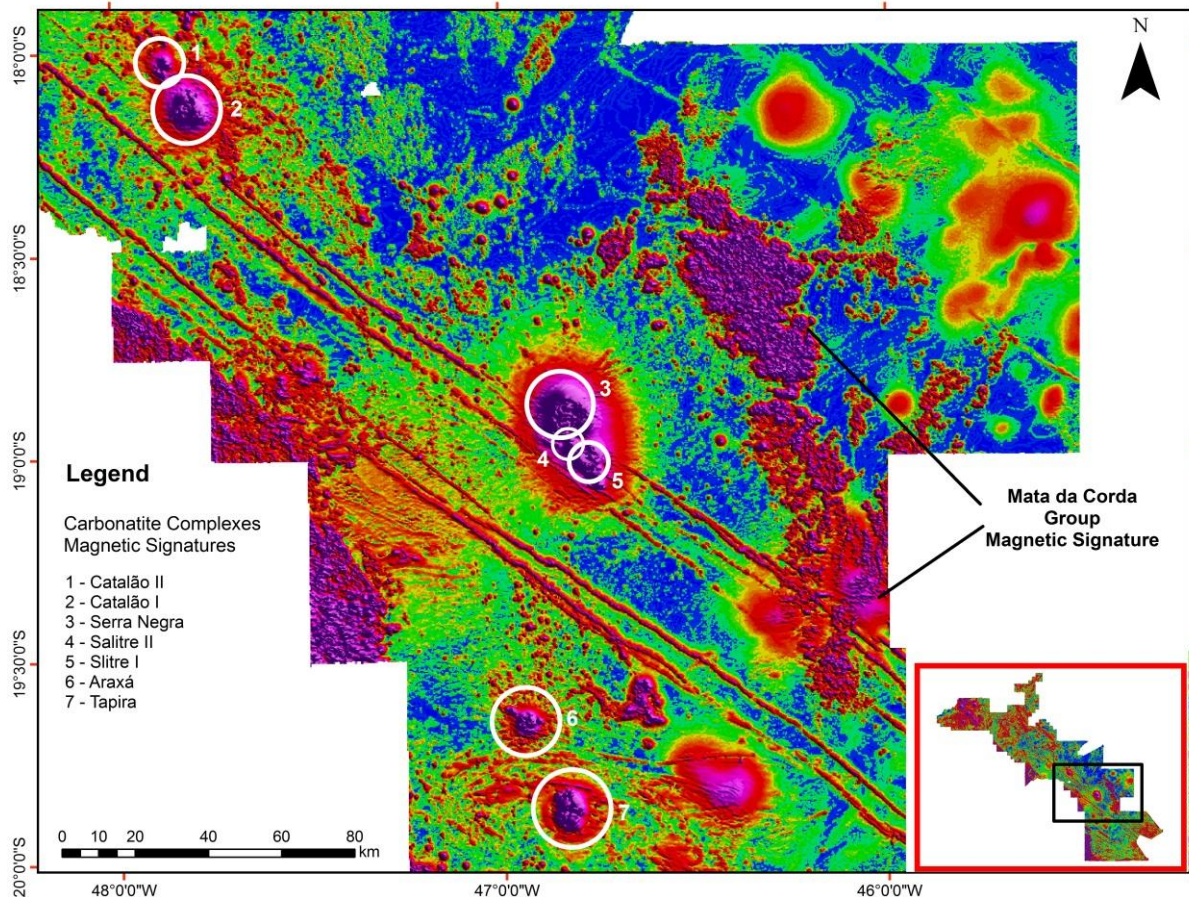 N
18°0'0"S
18°30'0"S
19°0'0"S
19°30'0"S
20°0'0"S
1
2
3
4
5
6
7
Legend
Carbonatite Complexes
Magnetic Signatures
1 - Catalão II
2 - Catalão I
3 - Serra Negra
4 - Salitre II
5 - Slitre I
6 - Araxá
7 - Tapira
Mata da Corda
Group
Magnetic Signature
0 10 20 40 60 80
km
48°0'0"W
47°0'0"W
46°0'0"W